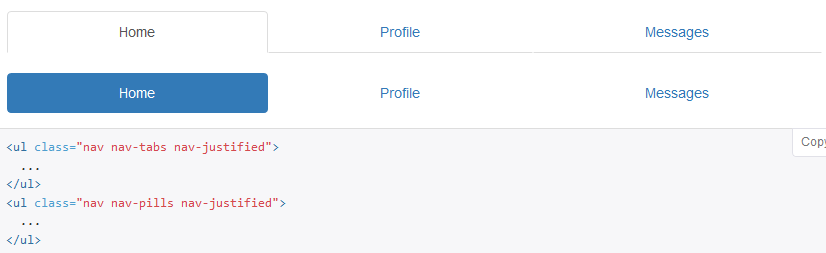 Home Profile Messages
Home Profile Messages
Copy
<ul class="nav nav-tabs nav-justified">
  ...
</ul>
<ul class="nav nav-pills nav-justified">
  ...
</ul>